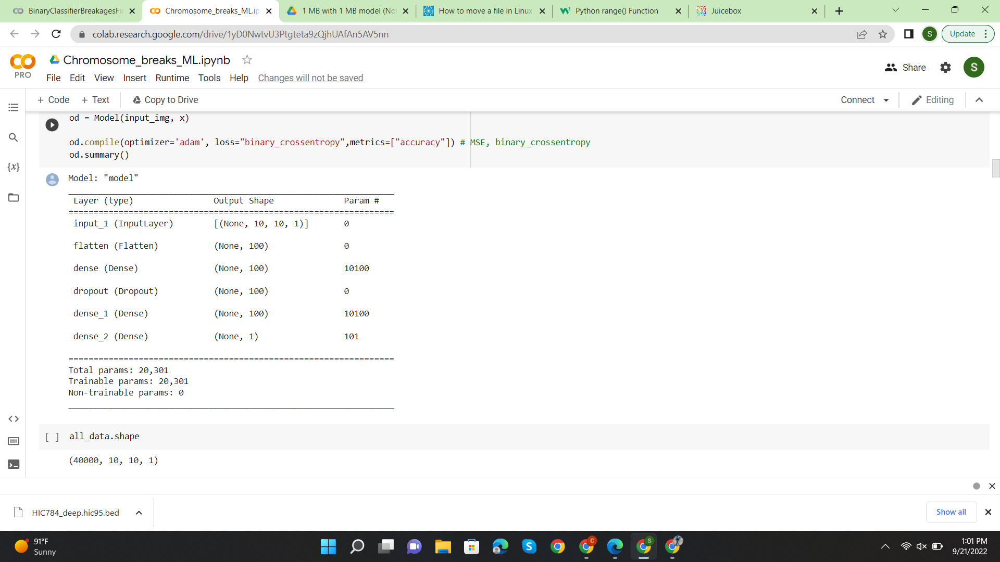 BinaryClassifierBreakagesFir
Chromosome_breaks_ML.ip
1 MB with 1 MB model (No
How to move a file in Linux
Python range() Function
Juicebox
colab.research.google.com/drive/1yD0NwtvU3Ptgteta9zQjhUAfAn5AV5nn
S
Update
PRO
Chromosome_breaks_ML.ipynb
Share
S
File Edit View Insert Runtime Tools Help Changes will not be saved
+ Code + Text Copy to Drive
Connect
Editing
{x}
od = Model(input_img, x)
od.compile(optimizer='adam', loss="binary_crossentropy",metrics=["accuracy"]) # MSE, binary_crossentropy
od.summary()
Model: "model"
_________________________________________________________________
Layer (type) Output Shape Param #
=================================================================
input_1 (InputLayer) [(None, 10, 10, 1)] 0
flatten (Flatten) (None, 100) 0
dense (Dense) (None, 100) 10100
dropout (Dropout) (None, 100) 0
dense_1 (Dense) (None, 100) 10100
dense_2 (Dense) (None, 1) 101
=================================================================
Total params: 20,301
Trainable params: 20,301
Non-trainable params: 0
_________________________________________________________________
[ ] all_data.shape
(40000, 10, 10, 1)
HIC784_deep.hic95.bed
Show all
91°F
Sunny
S
C
S
1:01 PM
9/21/2022